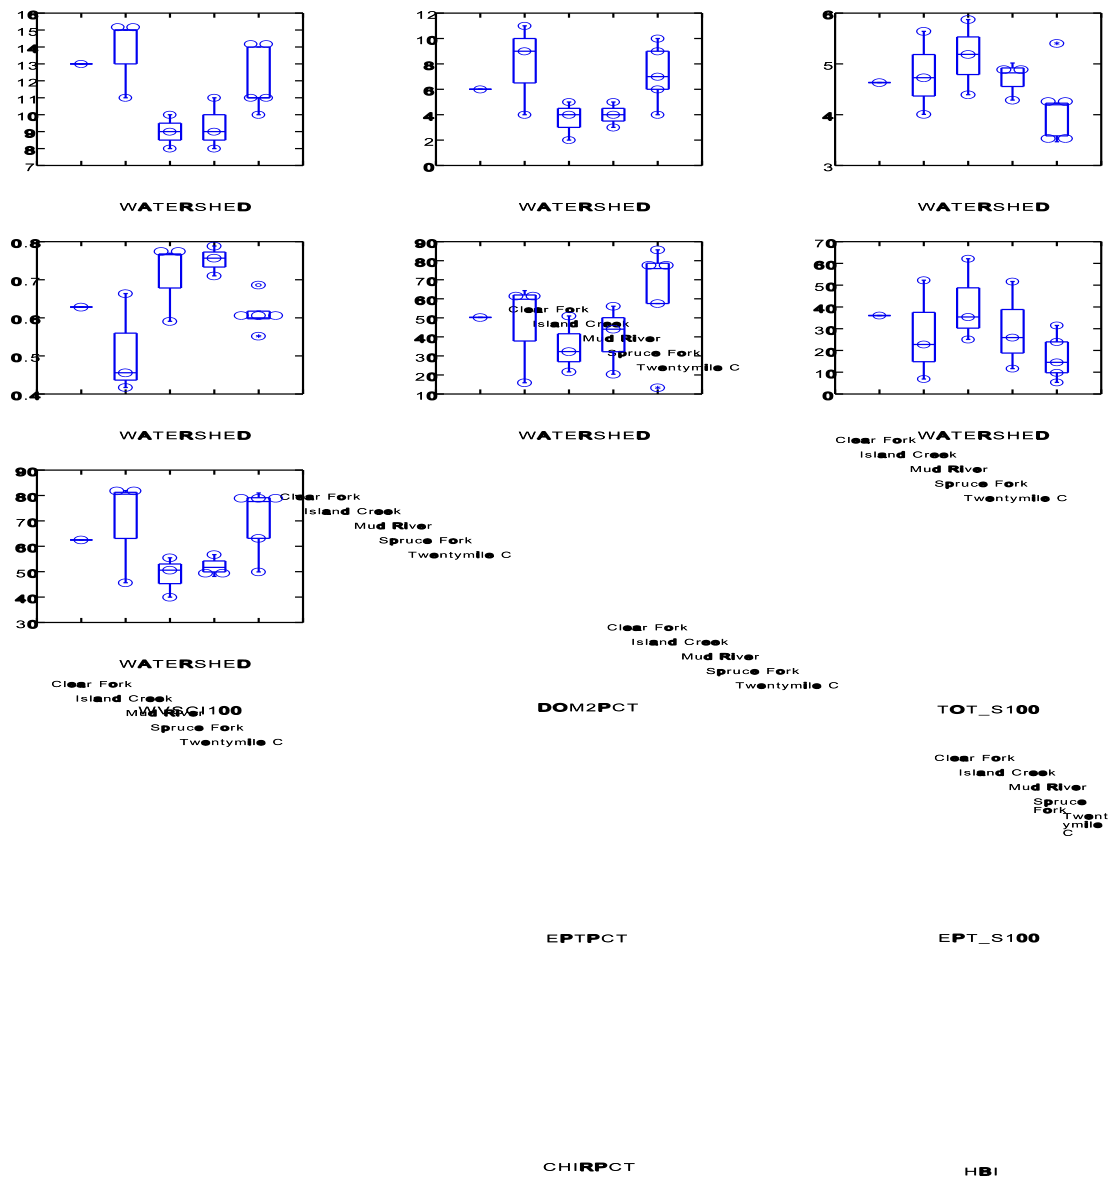 16
15
14
13
12
11
10
9
8
7
12
10
8
6
4
2
0
6
5
4
3
WATERSHED
WATERSHED
WATERSHED
0.8
0.7
0.6
0.5
0.4
90
80
70
60
50
40
30
20
10
Clear Fork
Island Creek
Mud River
Spruce Fork
Twentymile C
70
60
50
40
30
20
10
0
WATERSHED
WATERSHED
WATERSHED
Clear Fork
Island Creek
Mud River
Spruce Fork
Twentymile C
90
80
70
60
50
40
30
Clear Fork
Island Creek
Mud River
Spruce Fork
Twentymile C
WATERSHED
Clear Fork
Island Creek
Mud River
Spruce Fork
Twentymile C
WVSCI100
Clear Fork
Island Creek
Mud River
Spruce Fork
Twentymile C
DOM2PCT
TOT_S100
Clear Fork
Island Creek
Mud River
Spruce
Fork
Twent
ymile
C
EPTPCT
EPT_S100
CHIRPCT
HBI